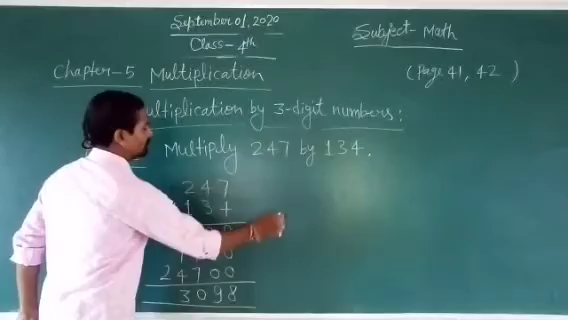 September 01, 2020
Class- 4th
Subject- Math
Chapter-5 Multiplication
(Page 41, 42 )
ultiplication by 3-digit numbers:
Multiply 247 by 134.
247
134
24700
3098